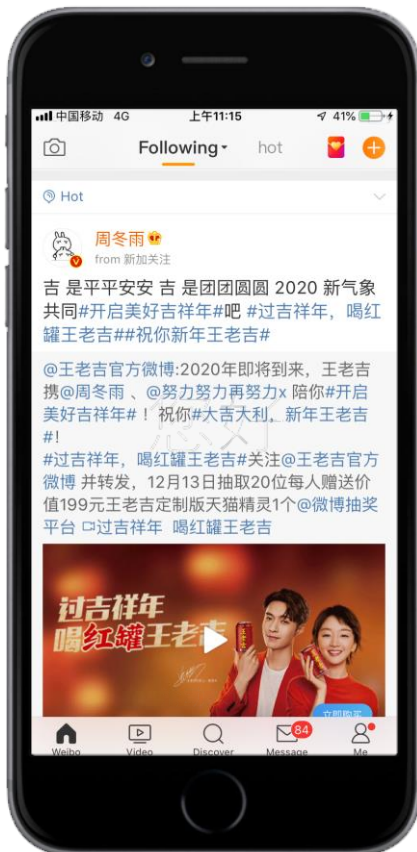 中国移动 4G 上午11:15 41%
Following hot
Hot
周冬雨
from 新加关注
吉 是平平安安 吉 是团团圆圆 2020 新气象
共同#开启美好吉祥年#吧 #过吉祥年，喝红
罐王老吉##祝你新年王老吉#
@王老吉官方微博:2020年即将到来，王老吉
携@周冬雨 、@努力努力再努力x 陪你#开启
美好吉祥年#！祝你#大吉大利，新年王老吉
#!
#过吉祥年，喝红罐王老吉#关注@王老吉官方
微博 并转发，12月13日抽取20位每人赠送价
值199元王老吉定制版天猫精灵1个@微博抽奖
平台 过吉祥年 喝红罐王老吉
您好
过吉祥年
喝红罐王老吉
立即购买
84
Weibo Video Discover Message Me